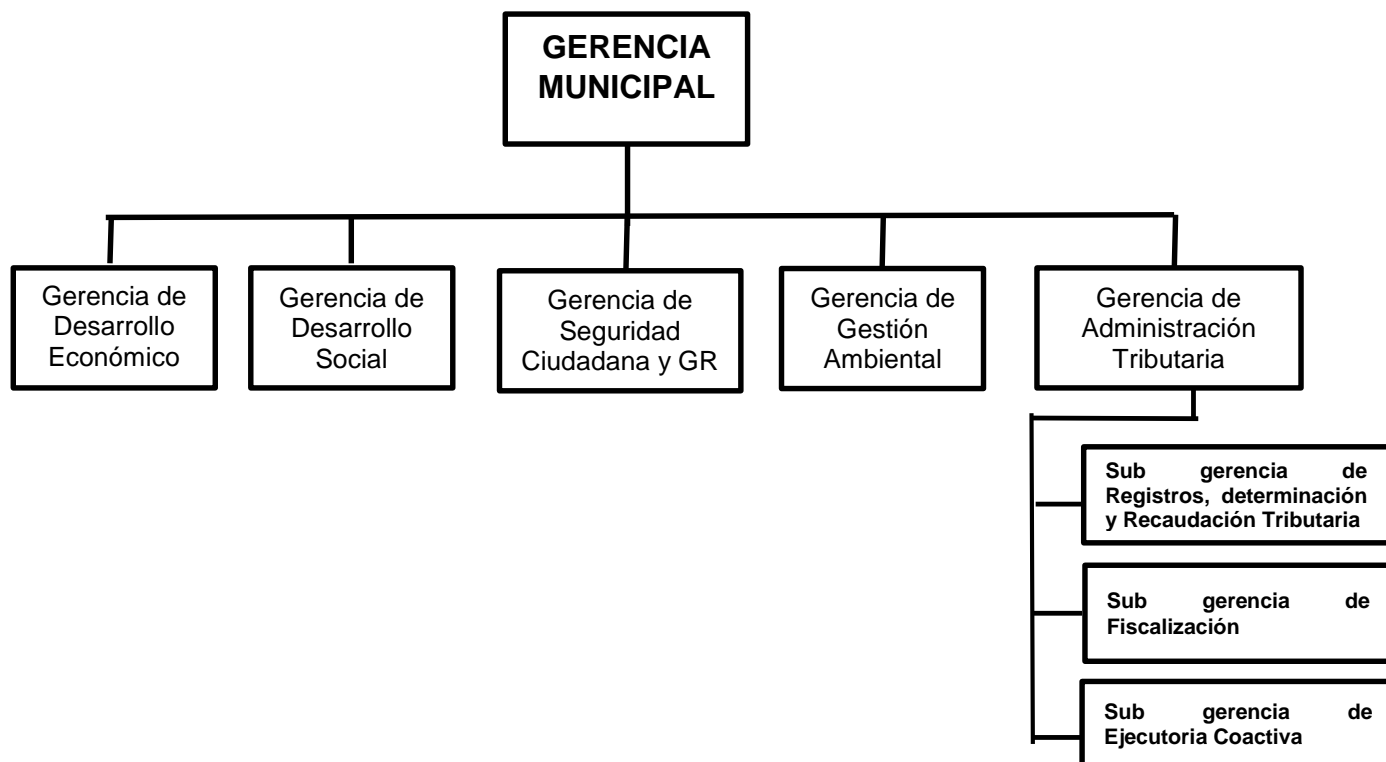 GERENCIA
MUNICIPAL
Gerencia de
Desarrollo
Económico
Gerencia de
Desarrollo
Social
Gerencia de
Seguridad
Ciudadana y GR
Gerencia de
Gestión
Ambiental
Gerencia de
Administración
Tributaria
Sub gerencia de
Registros, determinación
y Recaudación Tributaria
Sub gerencia de
Fiscalización
Sub gerencia de
Ejecutoria Coactiva